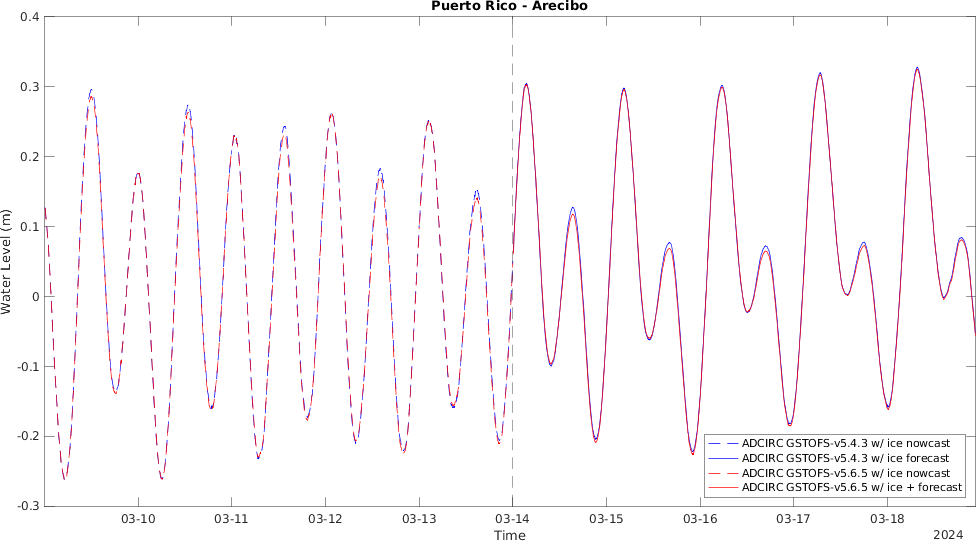 Puerto Rico - Arecibo
0.4
0.3
0.2
0.1
0
-0.1
-0.2
-0.3
Water Level (m)
ADCIRC GSTOFS-v5.4.3 w/ ice nowcast
ADCIRC GSTOFS-v5.4.3 w/ ice forecast
ADCIRC GSTOFS-v5.6.5 w/ ice nowcast
ADCIRC GSTOFS-v5.6.5 w/ ice + forecast
03-10 03-11 03-12 03-13 03-14 03-15 03-16 03-17 03-18
Time
2024